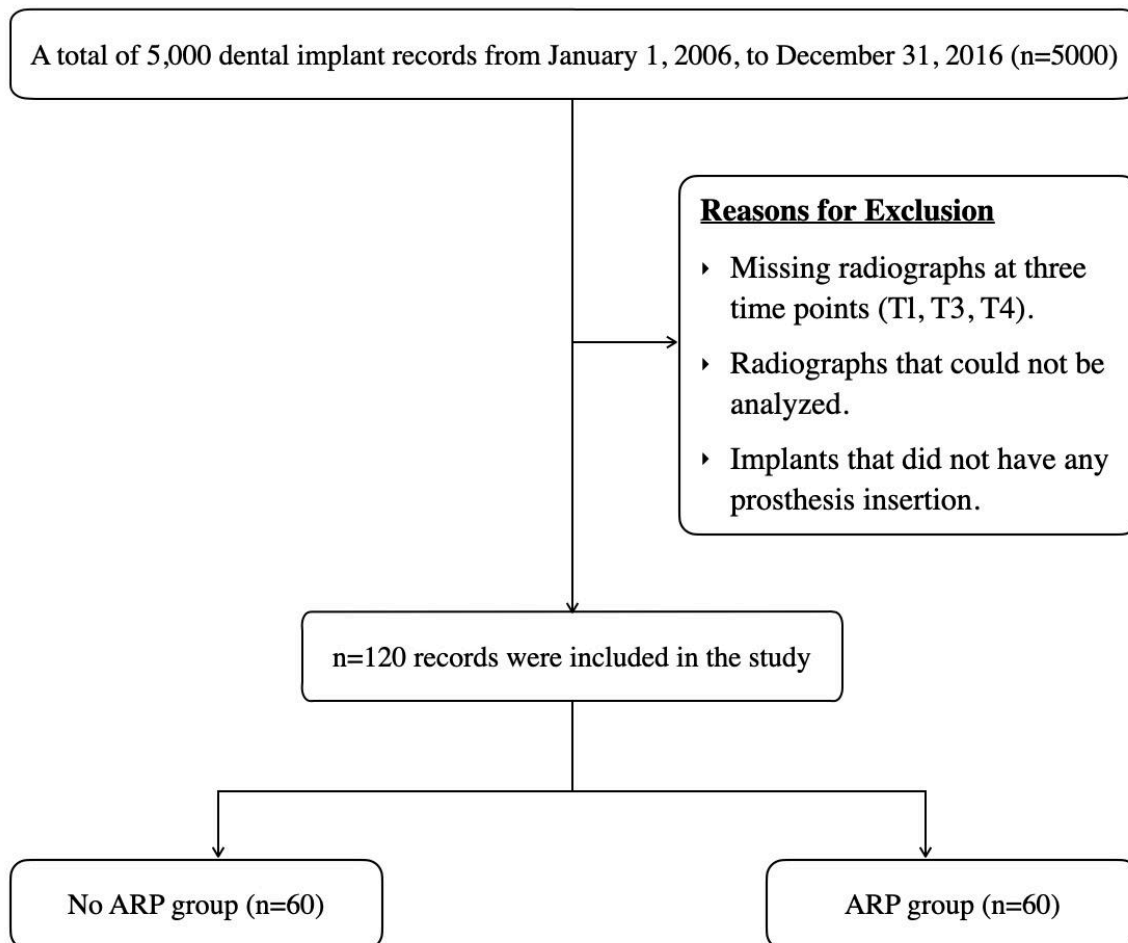 A total of 5,000 dental implant records from January 1, 2006, to December 31, 2016 (n=5000)
Reasons for Exclusion
‣ Missing radiographs at three
time points (T1, T3, T4).
‣ Radiographs that could not be
analyzed.
‣ Implants that did not have any
prosthesis insertion.
n=120 records were included in the study
No ARP group (n=60)
ARP group (n=60)